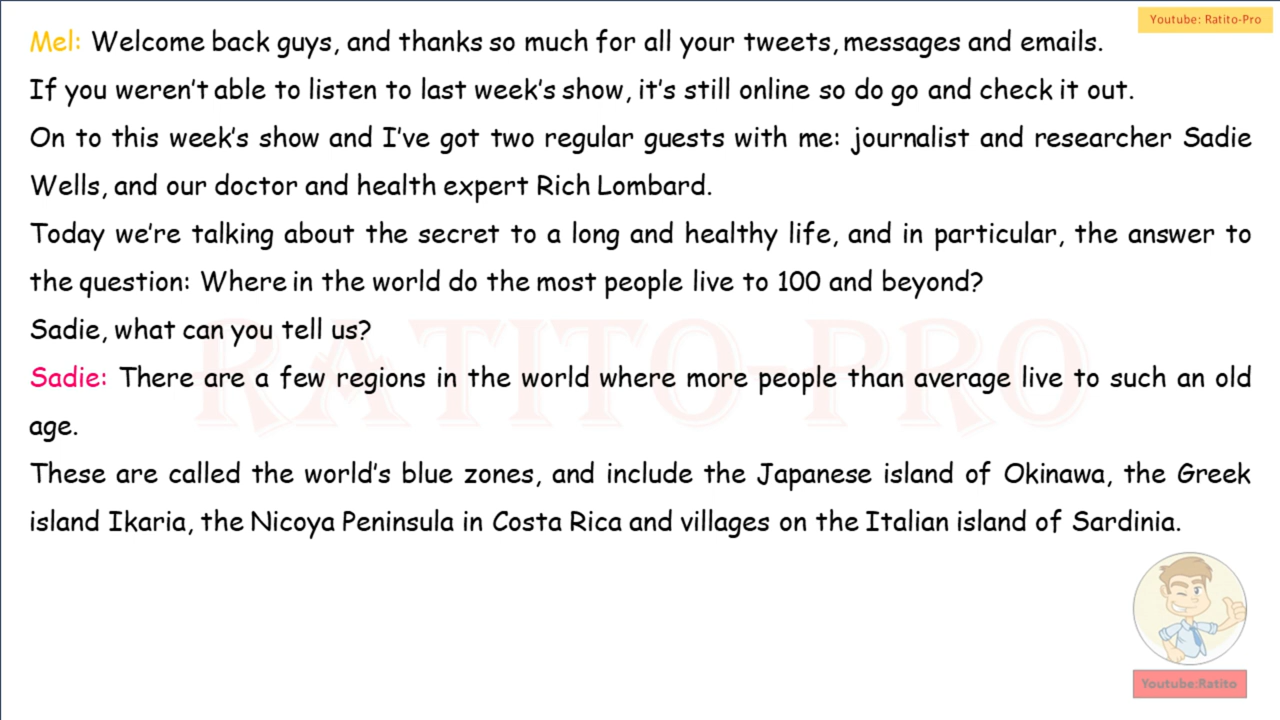 Youtube: Ratito-Pro
Mel: Welcome back guys, and thanks so much for all your tweets, messages and emails.
If you weren't able to listen to last week's show, it's still online so do go and check it out.
On to this week's show and I've got two regular guests with me: journalist and researcher Sadie
Wells, and our doctor and health expert Rich Lombard.
Today we're talking about the secret to a long and healthy life, and in particular, the answer to
the question: Where in the world do the most people live to 100 and beyond?
Sadie, what can you tell us?
RATITO-PRO
Sadie: There are a few regions in the world where more people than average live to such an old
age.
These are called the world's blue zones, and include the Japanese island of Okinawa, the Greek
island Ikaria, the Nicoya Peninsula in Costa Rica and villages on the Italian island of Sardinia.
Youtube:Ratito